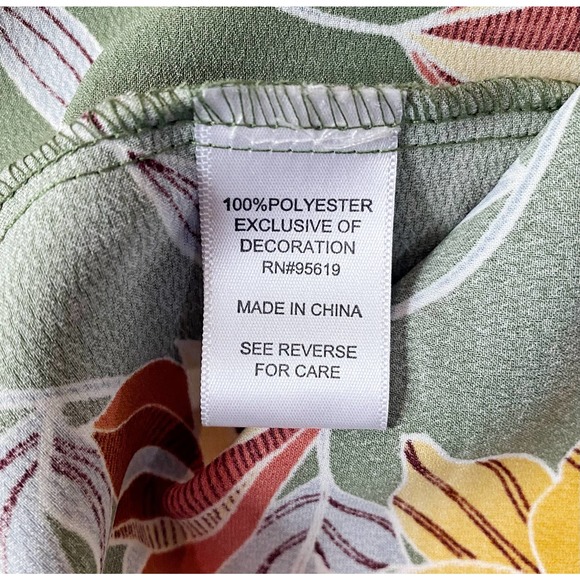 100%POLYESTER
EXCLUSIVE OF
DECORATION
RN#95619
MADE IN CHINA
SEE REVERSE
FOR CARE